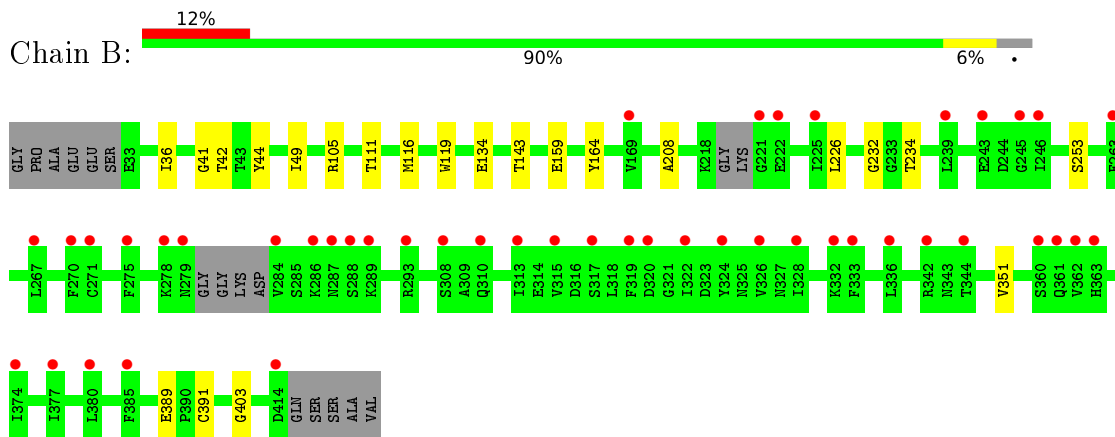 12%
Chain B:
90% 6% •
GLY PRO ALA GLU GLU SER E33 I36 G41 T42 T43 Y44 I49 R105 T111 M116 W119 E134 T143 E159 Y164 V169 A208 K218 GLY LYS G221 E222 I225 L226 G232 G233 T234 L239 E243 D244 G245 I246 S253
L267 F270 C271 F275 K278 N279 GLY GLY LYS ASP V284 S285 K286 N287 S288 K289 R293 S308 A309 Q310 I313 E314 V315 D316 S317 L318 F319 D320 G321 I322 D323 Y324 N325 V326 N327 I328 K332 F333 L336 R342 N343 T344 V351 S360 Q361 V362 H363
I374 I377 L380 F385 E389 P390 C391 G403 D414 GLN SER SER ALA VAL